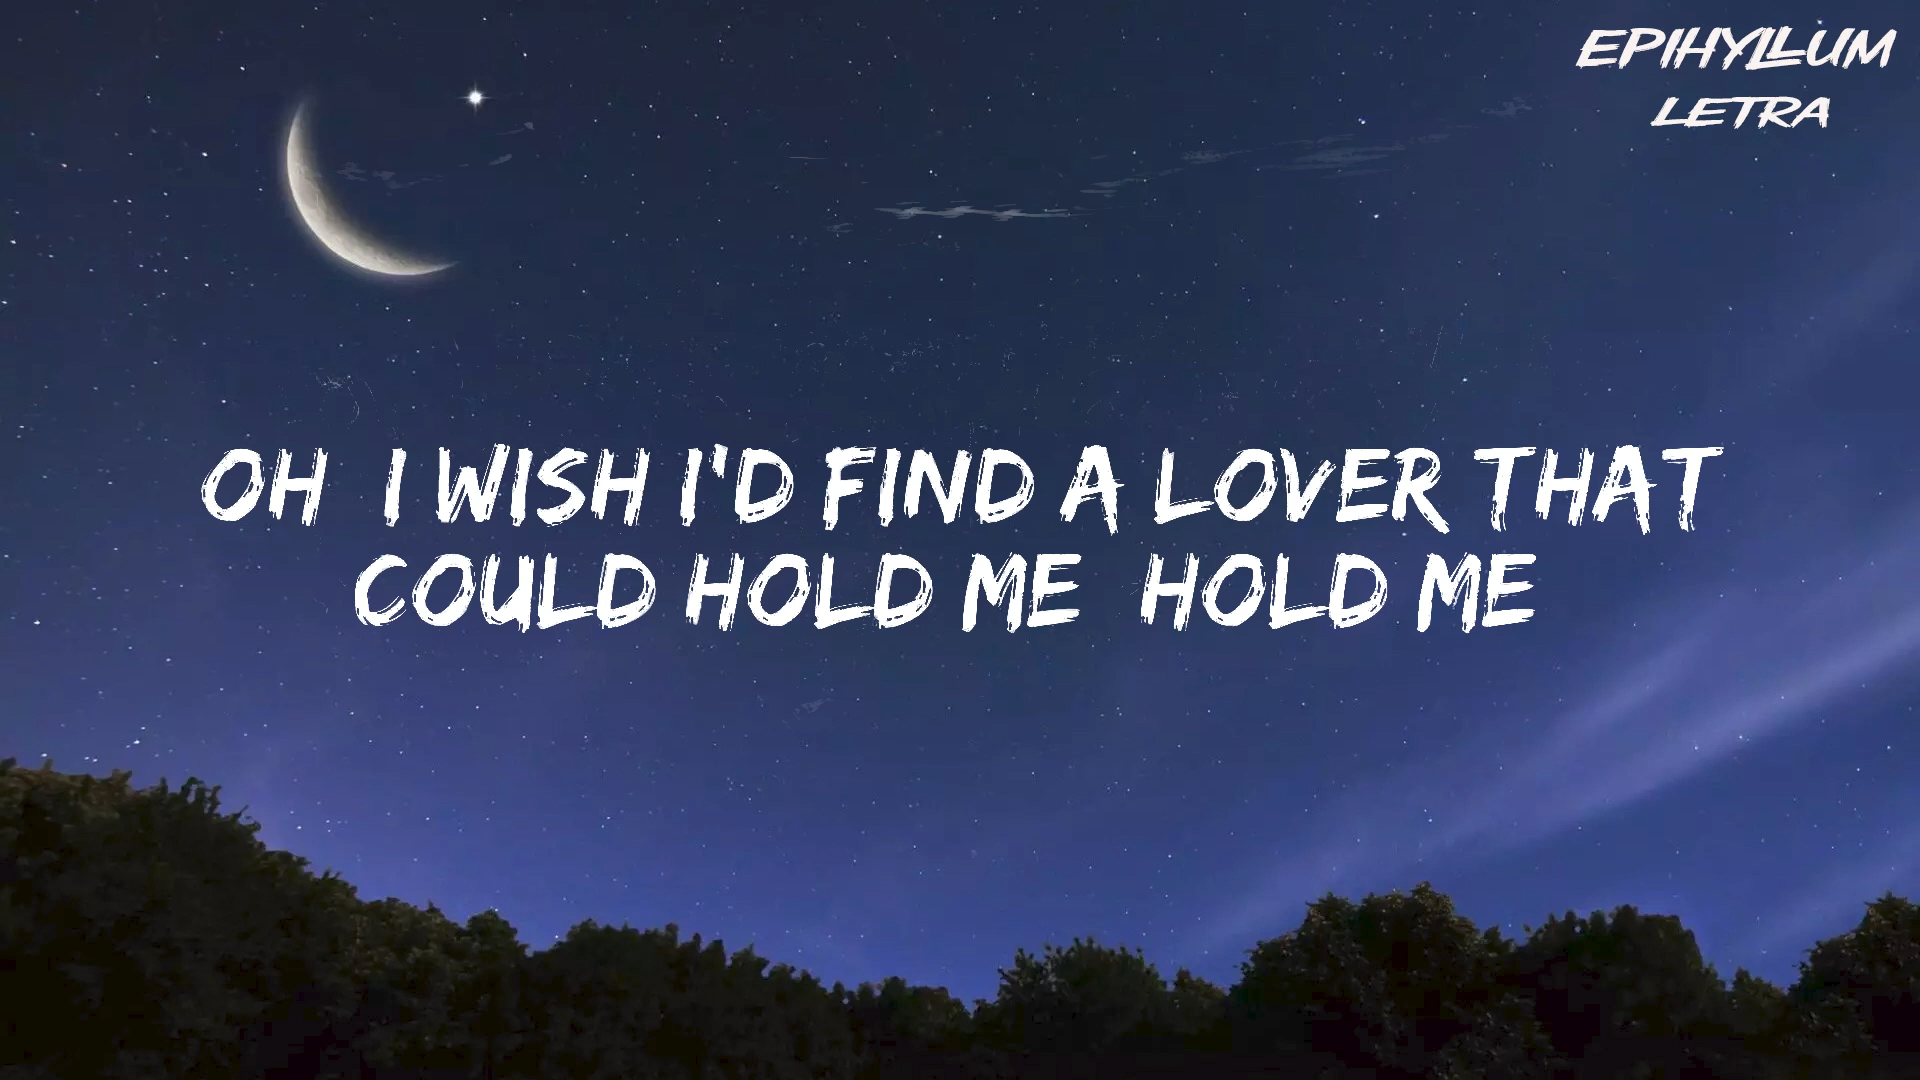 EPIHYLLUM
LETRA
OH I WISH I'D FIND A LOVER THAT
COULD HOLD ME HOLD ME